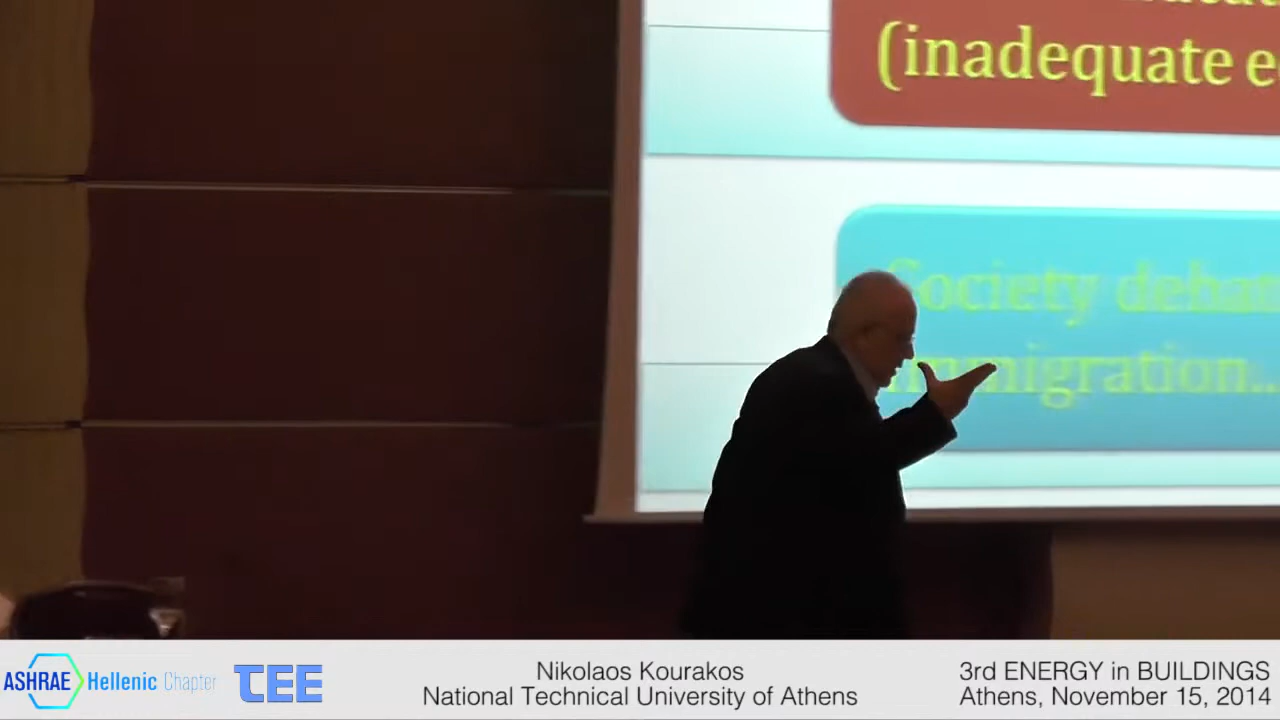 (inadequate
Society
immigration..
ASHRAE Hellenic Chapter
TEE
Nikolaos Kourakos
National Technical University of Athens
3rd ENERGY in BUILDINGS
Athens, November 15, 2014